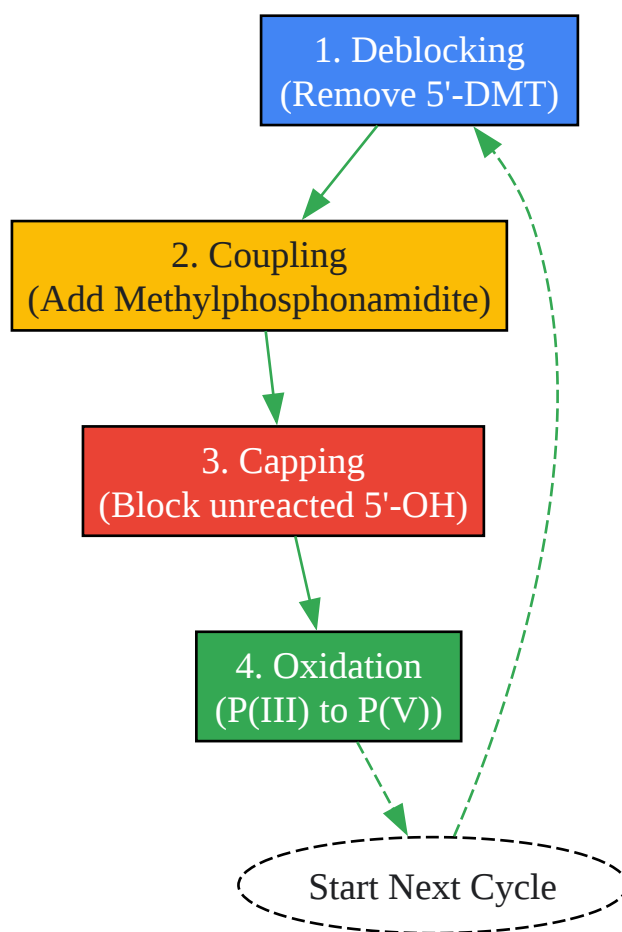 1. Deblocking
(Remove 5'-DMT)
2. Coupling
(Add Methylphosphonamidite)
3. Capping
(Block unreacted 5'-OH)
4. Oxidation
(P(III) to P(V))
Start Next Cycle